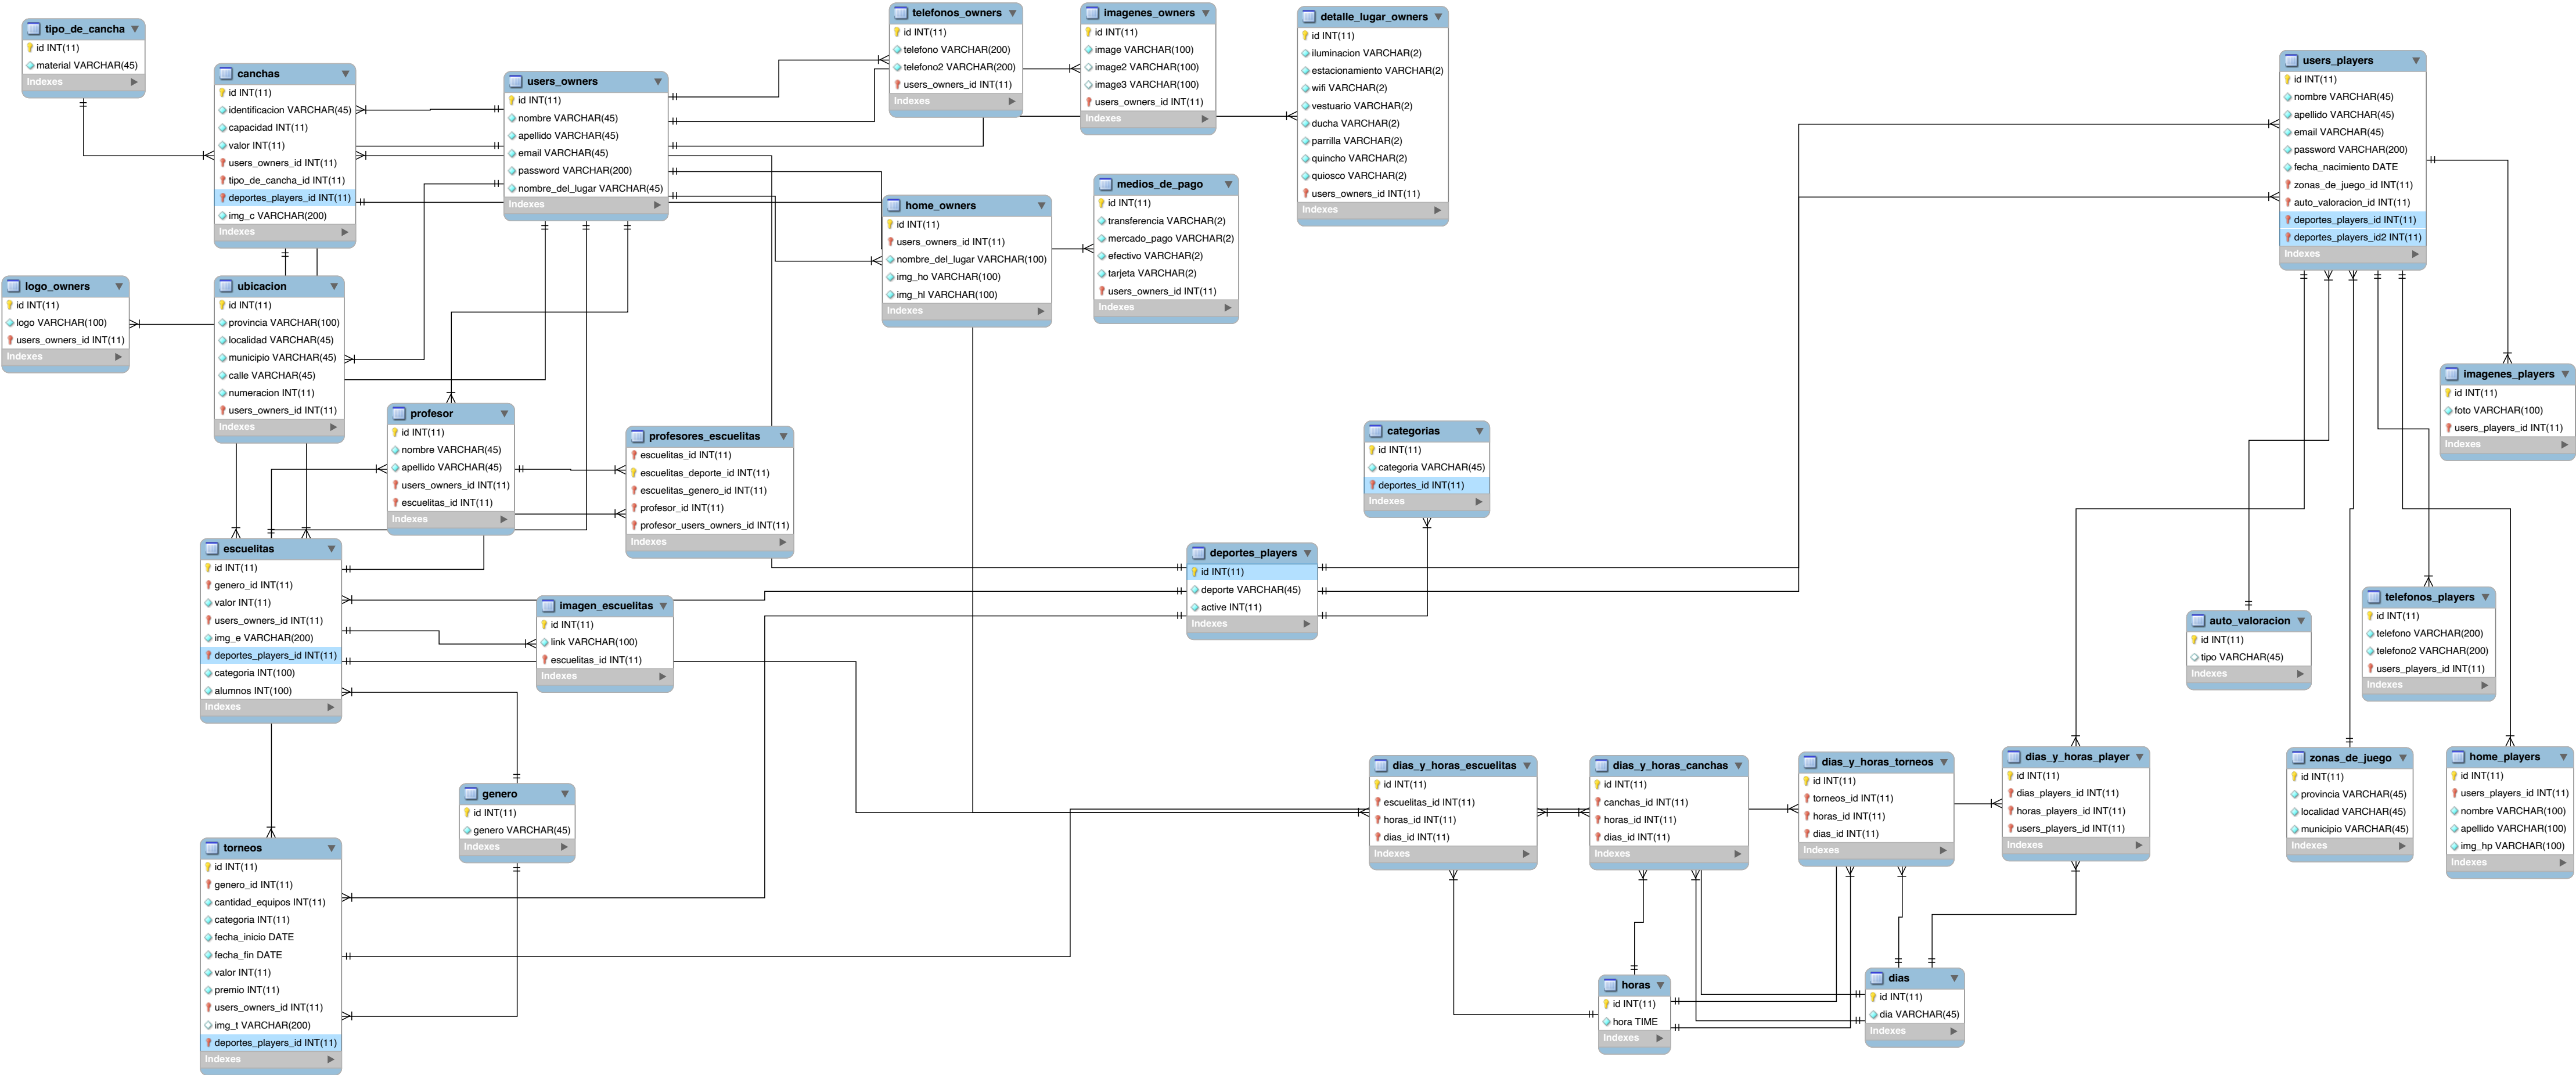 tipo_de_cancha
id INT(11)
material VARCHAR(45)
Indexes
canchas
id INT(11)
identificacion VARCHAR(45)
capacidad INT(11)
valor INT(11)
users_owners_id INT(11)
tipo_de_cancha_id INT(11)
deportes_players_id INT(11)
img_c VARCHAR(200)
Indexes
users_owners
id INT(11)
nombre VARCHAR(45)
apellido VARCHAR(45)
email VARCHAR(45)
password VARCHAR(200)
nombre_del_lugar VARCHAR(45)
Indexes
telefonos_owners
id INT(11)
telefono VARCHAR(200)
telefono2 VARCHAR(200)
users_owners_id INT(11)
Indexes
imagenes_owners
id INT(11)
image VARCHAR(100)
image2 VARCHAR(100)
image3 VARCHAR(100)
users_owners_id INT(11)
Indexes
detalle_lugar_owners
id INT(11)
iluminacion VARCHAR(2)
estacionamiento VARCHAR(2)
wifi VARCHAR(2)
vestuario VARCHAR(2)
ducha VARCHAR(2)
parrilla VARCHAR(2)
quincho VARCHAR(2)
quiosco VARCHAR(2)
users_owners_id INT(11)
Indexes
users_players
id INT(11)
nombre VARCHAR(45)
apellido VARCHAR(45)
email VARCHAR(45)
password VARCHAR(200)
fecha_nacimiento DATE
zonas_de_juego_id INT(11)
auto_valoracion_id INT(11)
deportes_players_id INT(11)
deportes_players_id2 INT(11)
Indexes
home_owners
id INT(11)
users_owners_id INT(11)
nombre_del_lugar VARCHAR(100)
img_ho VARCHAR(100)
img_hl VARCHAR(100)
Indexes
medios_de_pago
id INT(11)
transferencia VARCHAR(2)
mercado_pago VARCHAR(2)
efectivo VARCHAR(2)
tarjeta VARCHAR(2)
users_owners_id INT(11)
Indexes
logo_owners
id INT(11)
logo VARCHAR(100)
users_owners_id INT(11)
Indexes
ubicacion
id INT(11)
provincia VARCHAR(100)
localidad VARCHAR(45)
municipio VARCHAR(45)
calle VARCHAR(45)
numeracion INT(11)
users_owners_id INT(11)
Indexes
profesor
id INT(11)
nombre VARCHAR(45)
apellido VARCHAR(45)
users_owners_id INT(11)
escuelitas_id INT(11)
Indexes
profesores_escuelitas
escuelitas_id INT(11)
escuelitas_deporte_id INT(11)
escuelitas_genero_id INT(11)
profesor_id INT(11)
profesor_users_owners_id INT(11)
Indexes
categorias
id INT(11)
categoria VARCHAR(45)
deportes_id INT(11)
Indexes
imagenes_players
id INT(11)
foto VARCHAR(100)
users_players_id INT(11)
Indexes
escuelitas
id INT(11)
genero_id INT(11)
valor INT(11)
users_owners_id INT(11)
img_e VARCHAR(200)
deportes_players_id INT(11)
categoria INT(100)
alumnos INT(100)
Indexes
imagen_escuelitas
id INT(11)
link VARCHAR(100)
escuelitas_id INT(11)
Indexes
deportes_players
id INT(11)
deporte VARCHAR(45)
active INT(11)
Indexes
auto_valoracion
id INT(11)
tipo VARCHAR(45)
Indexes
telefonos_players
id INT(11)
telefono VARCHAR(200)
telefono2 VARCHAR(200)
users_players_id INT(11)
Indexes
genero
id INT(11)
genero VARCHAR(45)
Indexes
dias_y_horas_escuelitas
id INT(11)
escuelitas_id INT(11)
horas_id INT(11)
dias_id INT(11)
Indexes
dias_y_horas_canchas
id INT(11)
canchas_id INT(11)
horas_id INT(11)
dias_id INT(11)
Indexes
dias_y_horas_torneos
id INT(11)
torneos_id INT(11)
horas_id INT(11)
dias_id INT(11)
Indexes
dias_y_horas_player
id INT(11)
dias_players_id INT(11)
horas_players_id INT(11)
users_players_id INT(11)
Indexes
zonas_de_juego
id INT(11)
provincia VARCHAR(45)
localidad VARCHAR(45)
municipio VARCHAR(45)
Indexes
home_players
id INT(11)
users_players_id INT(11)
nombre VARCHAR(100)
apellido VARCHAR(100)
img_hp VARCHAR(100)
Indexes
torneos
id INT(11)
genero_id INT(11)
cantidad_equipos INT(11)
categoria INT(11)
fecha_inicio DATE
fecha_fin DATE
valor INT(11)
premio INT(11)
users_owners_id INT(11)
img_t VARCHAR(200)
deportes_players_id INT(11)
Indexes
horas
id INT(11)
hora TIME
Indexes
dias
id INT(11)
dia VARCHAR(45)
Indexes